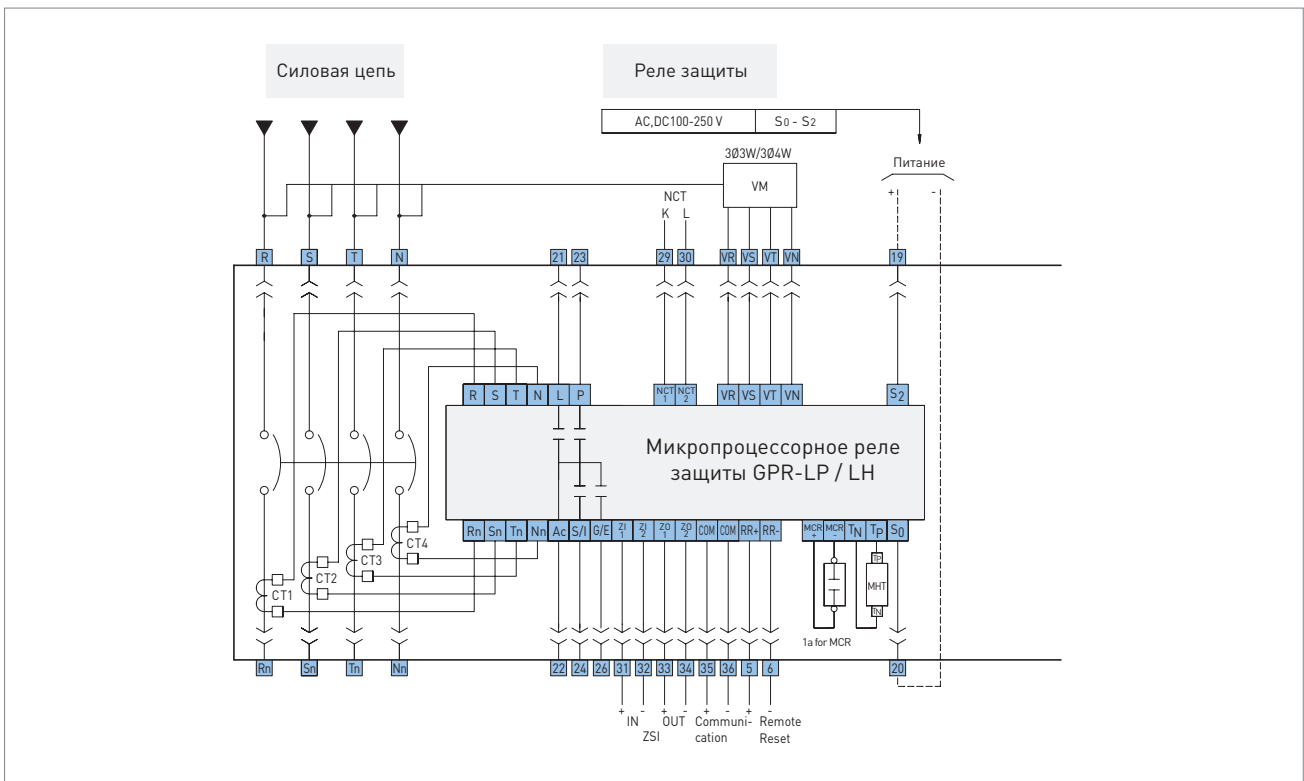 Силовая цепь
Реле защиты
AC,DC100-250 V S0 - S2
3Ø3W/3Ø4W
Питание
VM
NCT
K L
+ -
R S T N 21 23 29 30 VR VS VT VN 19
R S T N L P NCT 1 NCT 2 VR VS VT VN S2
Микропроцессорное реле
защиты GPR-LP / LH
Rn Sn Tn Nn Ac S/I G/E ZI 1 ZI 2 ZO 1 ZO 2 COM COM RR+ RR- MCR + MCR - TN TP S0
CT4
CT3
CT2
CT1
TP
MHT
TN
1a for MCR
Rn Sn Tn Nn 22 24 26 31 32 33 34 35 36 5 6 20
+ - + - + - + -
IN OUT Communi- Remote
ZSI cation Reset